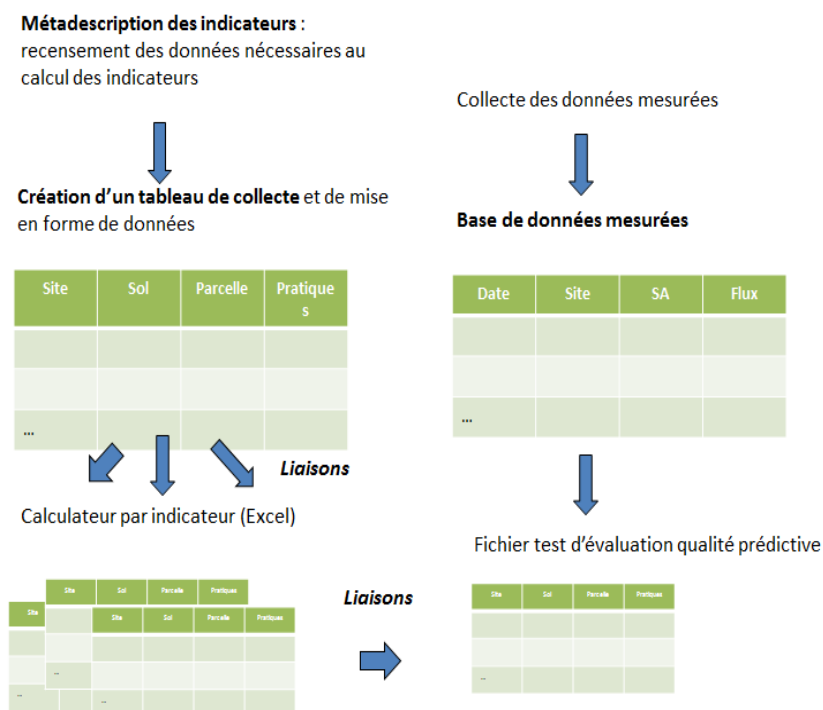 Métadescription des indicateurs :
recensement des données nécessaires au
calcul des indicateurs
Collecte des données mesurées
Création d'un tableau de collecte et de mise
en forme de données
Base de données mesurées
Site Sol Parcelle Pratique
s
...
Date Site SA Flux
...
Liaisons
Calculateur par indicateur (Excel)
Fichier test d'évaluation qualité prédictive
Site Sol Parcelle Pratiques
Site
Site Sol Parcelle Pratiques
...
...
...
Liaisons
Site Sol Parcelle Pratiques
...